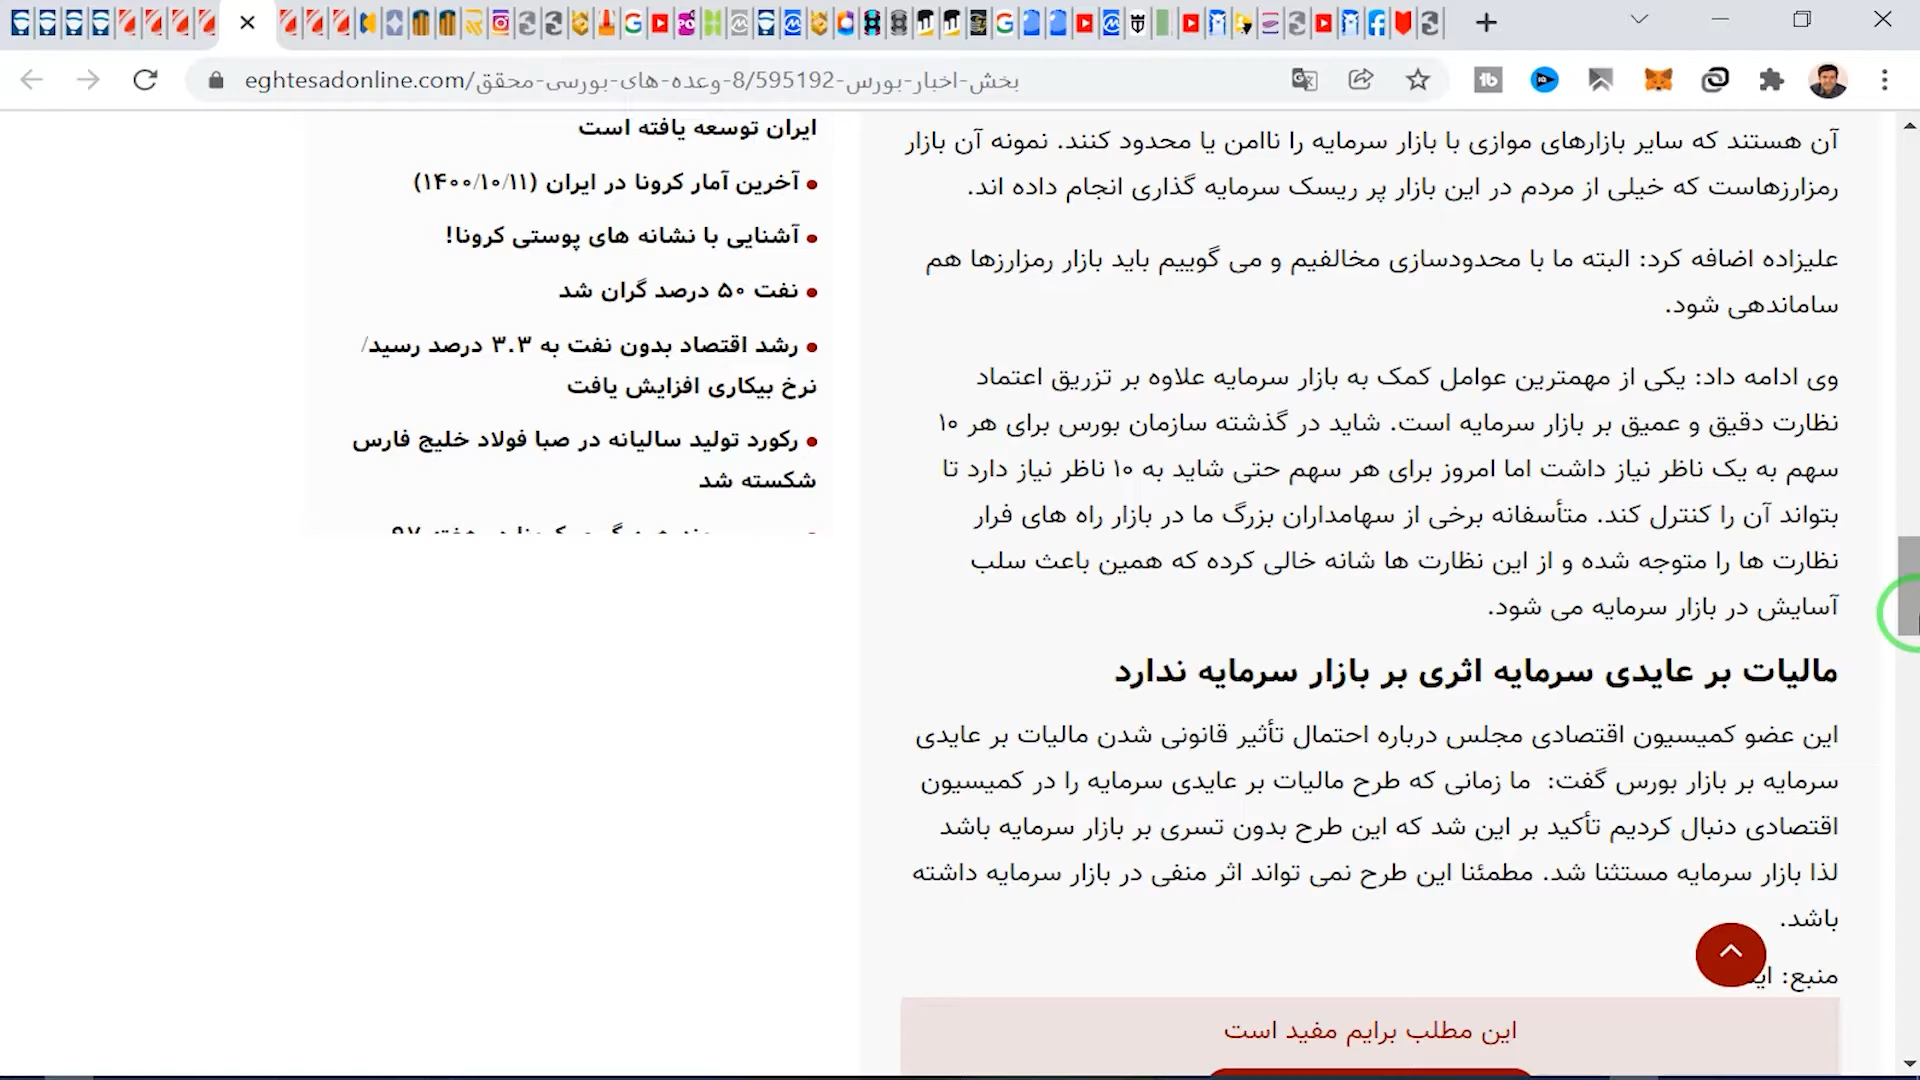 eghtesadonline.com/بخش-اخبار-بورس-8/595192-وعده-های-بورسی-محقق
آن هستند که سایر بازارهای موازی با بازار سرمایه را ناامن یا محدود کنند. نمونه آن بازار
رمزارزهاست که خیلی از مردم در این بازار پر ریسک سرمایه گذاری انجام داده اند.
علیزاده اضافه کرد: البته ما با محدودسازی مخالفیم و می گوییم باید بازار رمزارزها هم
ساماندهی شود.
وی ادامه داد: یکی از مهمترین عوامل کمک به بازار سرمایه علاوه بر تزریق اعتماد
نظارت دقیق و عمیق بر بازار سرمایه است. شاید در گذشته سازمان بورس برای هر ۱۰
سهم به یک ناظر نیاز داشت اما امروز برای هر سهم حتی شاید به ۱۰ ناظر نیاز دارد تا
بتواند آن را کنترل کند. متأسفانه برخی از سهامداران بزرگ ما در بازار راه های فرار
نظارت ها را متوجه شده و از این نظارت ها شانه خالی کرده که همین باعث سلب
آسایش در بازار سرمایه می شود.
مالیات بر عایدی سرمایه اثری بر بازار سرمایه ندارد
این عضو کمیسیون اقتصادی مجلس درباره احتمال تأثیر قانونی شدن مالیات بر عایدی
سرمایه بر بازار بورس گفت: ما زمانی که طرح مالیات بر عایدی سرمایه را در کمیسیون
اقتصادی دنبال کردیم تأکید بر این شد که این طرح بدون تسری بر بازار سرمایه باشد
لذا بازار سرمایه مستثنا شد. مطمئنا این طرح نمی تواند اثر منفی در بازار سرمایه داشته
باشد.
منبع:
این مطلب برایم مفید است
ایران توسعه یافته است
آخرین آمار کرونا در ایران (۱۴۰۰/۱۰/۱۱)
آشنایی با نشانه های پوستی کرونا!
نفت ۵۰ درصد گران شد
رشد اقتصاد بدون نفت به ۳.۳ درصد رسید/
نرخ بیکاری افزایش یافت
رکورد تولید سالیانه در صبا فولاد خلیج فارس
شکسته شد